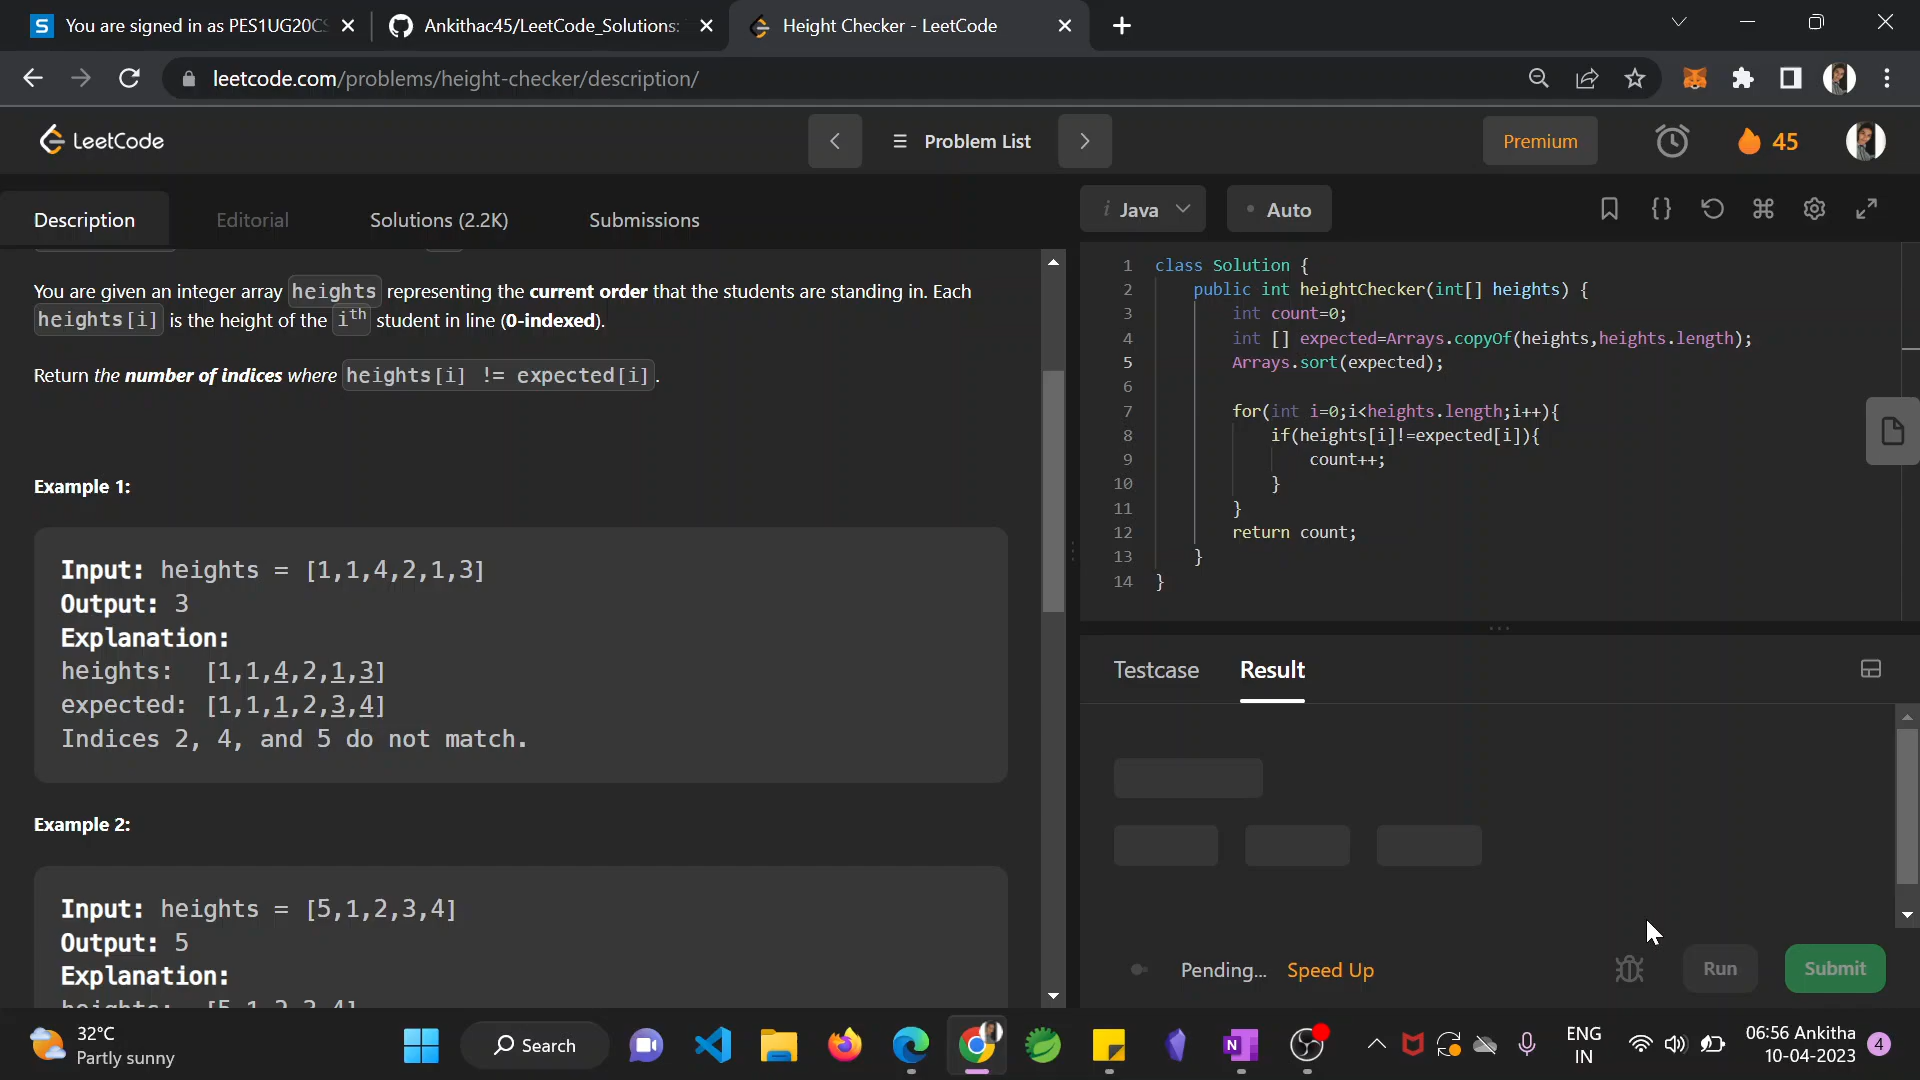 You are signed in as PES1UG20CS
Ankithac45/LeetCode_Solutions:
Height Checker - LeetCode
leetcode.com/problems/height-checker/description/
LeetCode
Problem List
Premium
45
Description
Editorial
Solutions (2.2K)
Submissions
i Java
Auto
You are given an integer array heights representing the current order that the students are standing in. Each
heights[i] is the height of the ith student in line (0-indexed).
Return the number of indices where heights[i] != expected[i].
Example 1:
Input: heights = [1,1,4,2,1,3]
Output: 3
Explanation:
heights:  [1,1,4,2,1,3]
expected: [1,1,1,2,3,4]
Indices 2, 4, and 5 do not match.
Example 2:
Input: heights = [5,1,2,3,4]
Output: 5
Explanation:
heights:  [5,1,2,3,4]
1 class Solution {
2 public int heightChecker(int[] heights) {
3 int count=0;
4 int [] expected=Arrays.copyOf(heights,heights.length);
5 Arrays.sort(expected);
6
7 for(int i=0;i<heights.length;i++){
8 if(heights[i]!=expected[i]){
9 count++;
10 }
11 }
12 return count;
13 }
14 }
Testcase
Result
Pending...
Speed Up
Run
Submit
32°C
Partly sunny
Search
N
ENG
IN
06:56 Ankitha
10-04-2023
4